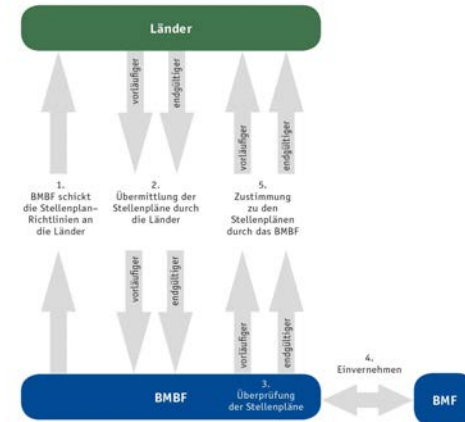 Länder
vorläufiger
endgültiger
vorläufiger
endgültiger
1.
BMBF schickt
die Stellenplan-
Richtlinien an
die Länder
2.
Übermittlung der
Stellenpläne durch
die Länder
5.
Zustimmung
zu den
Stellenplänen
durch das BMBF
vorläufiger
endgültiger
vorläufiger
endgültiger
BMBF
3.
Überprüfung
der Stellenpläne
4.
Einvernehmen
BMF